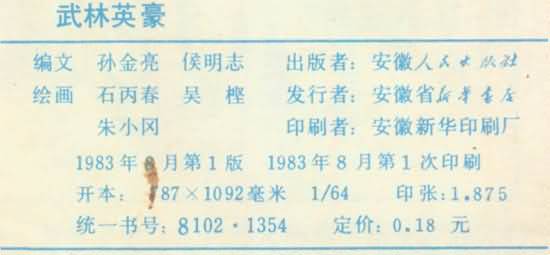 武林英豪
编文 孙金亮 侯明志 出版者：安徽人民出版社
绘画 石丙春 吴 樫 发行者：安徽省新华书店
朱小冈 印刷者：安徽新华印刷厂
1983年8月第1版 1983年8月第1次印刷
开本：787×1092毫米 1/64 印张：1.875
统一书号：8102·1354 定价：0.18 元